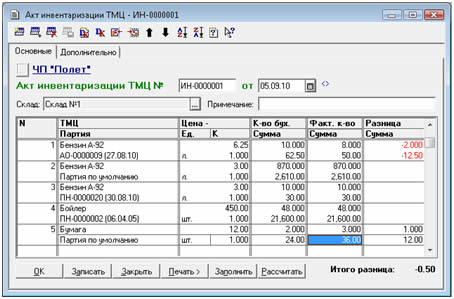 Акт инвентаризации ТМЦ - ИН-0000001
Основные Дополнительно
ЧП "Полет"
Акт инвентаризации ТМЦ № ИН-0000001 от 05.09.10 <>
Склад: Склад №1 ... Примечание:
N ТМЦ Цена - К-во бух. Факт. к-во Разница
Партия Ед. К Сумма Сумма Сумма
1 Бензин А-92 6.25 10.000 8.000 -2.000
АО-0000009 (27.08.10) л. 1.000 62.50 50.00 -12.50
2 Бензин А-92 3.00 870.000 870.000
Партия по умолчанию л. 1.000 2,610.00 2,610.00
3 Бензин А-92 3.00 10.000 10.000
ПН-0000020 (30.08.10) л. 1.000 30.00 30.00
4 Бойлер 450.00 48.000 48.000
ПН-0000002 (06.04.05) шт. 1.000 21,600.00 21,600.00
5 Бумага 12.00 2.000 3.000 1.000
Партия по умолчанию шт. 1.000 24.00 36.00 12.00
OK Записать Закрыть Печать > Заполнить Рассчитать Итого разница: -0.50